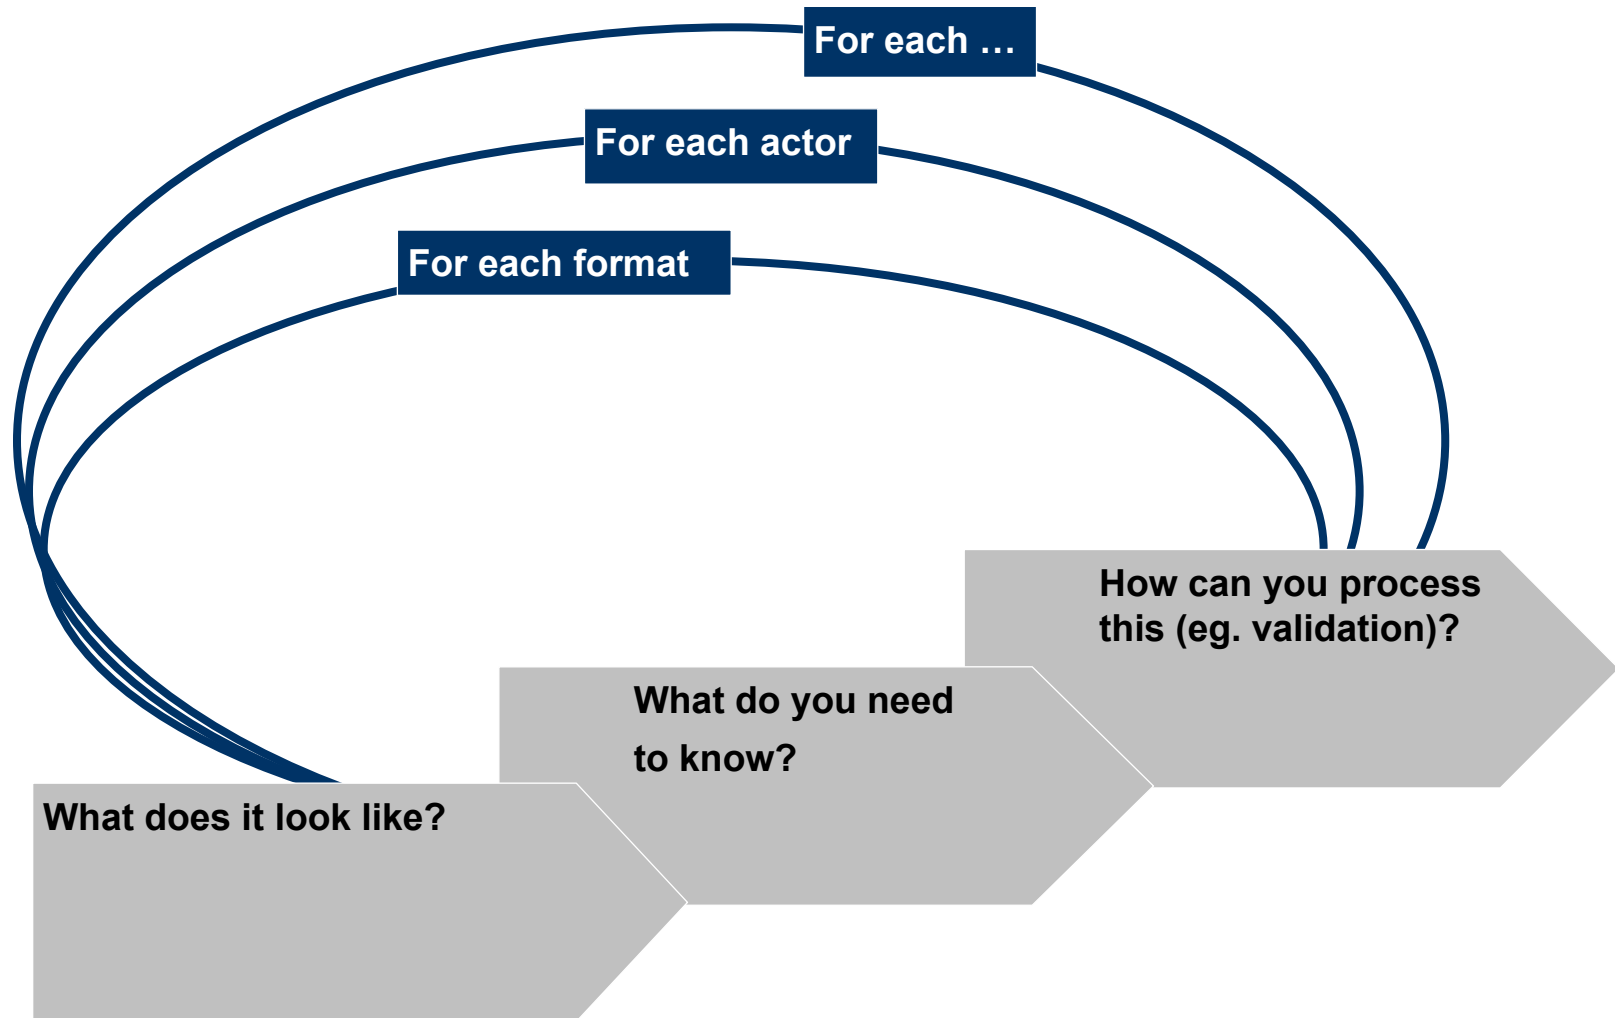 For each …
For each actor
For each format
How can you process
this (eg. validation)?
What do you need
to know?
What does it look like?